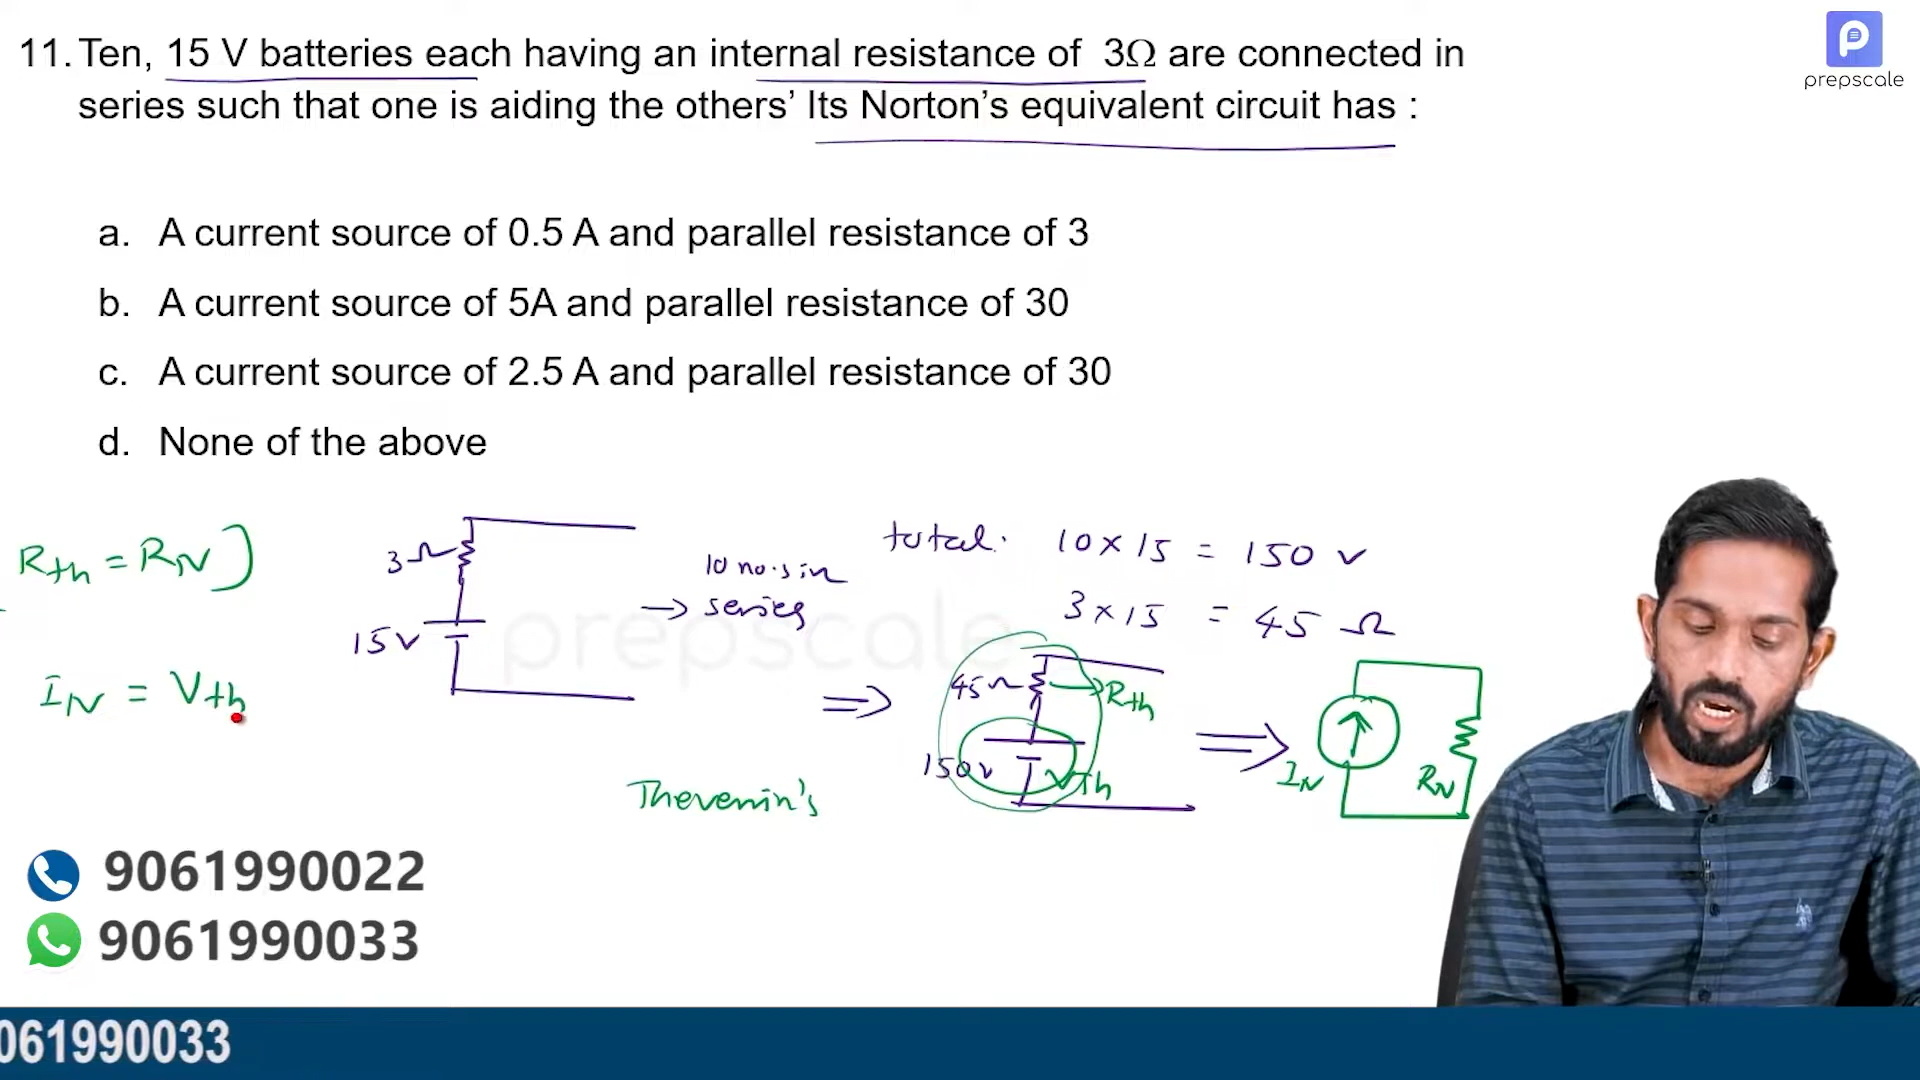 11. Ten, 15 V batteries each having an internal resistance of 3Ω are connected in
series such that one is aiding the others’ Its Norton’s equivalent circuit has :
prepscale
a. A current source of 0.5 A and parallel resistance of 3
b. A current source of 5A and parallel resistance of 30
c. A current source of 2.5 A and parallel resistance of 30
d. None of the above
Rth = RN )
IN = Vth
3Ω
15 V
10 no.s in
→ series
total. 10 × 15 = 150 V
3 × 15 = 45 Ω
prepscale
⇒
45Ω → Rth
150V Vth
⇒
IN
RN
Thevenin's
9061990022
9061990033
061990033